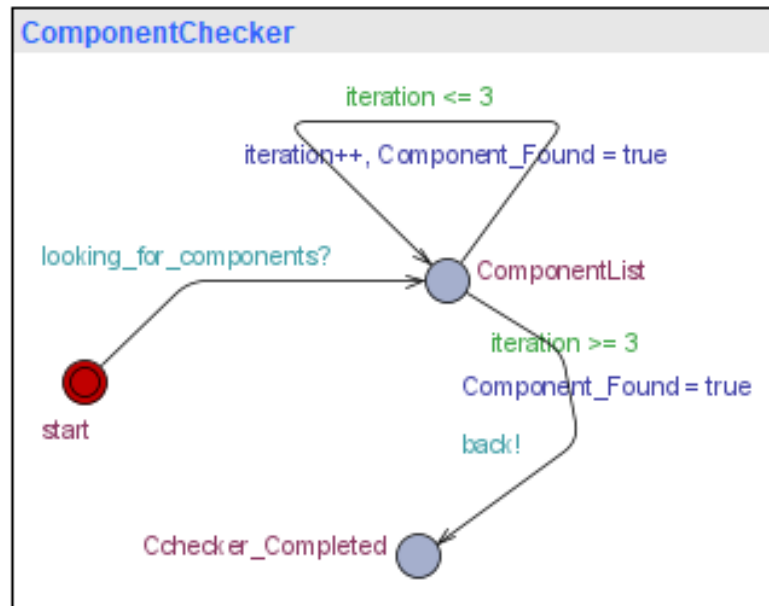 ComponentChecker
iteration <= 3
iteration++, Component_Found = true
looking_for_components?
ComponentList
iteration >= 3
Component_Found = true
start
back!
Cchecker_Completed